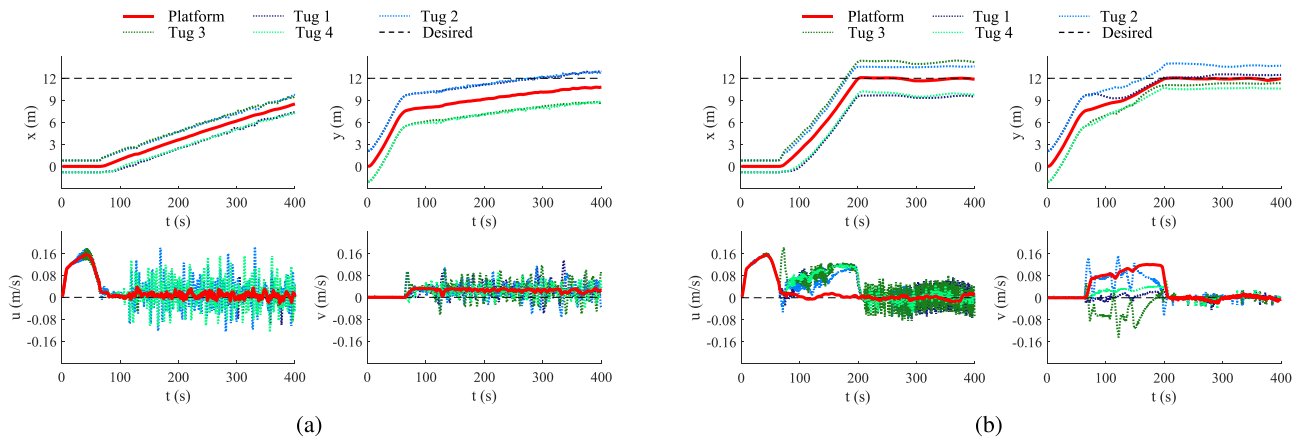 Platform Tug 1 Tug 2
Tug 3 Tug 4 Desired
x (m)
12
9
6
3
0
0 100 200 300 400
t (s)
y (m)
12
9
6
3
0
0 100 200 300 400
t (s)
u (m/s)
0.16
0.08
0
-0.08
-0.16
0 100 200 300 400
t (s)
v (m/s)
0.16
0.08
0
-0.08
-0.16
0 100 200 300 400
t (s)
(a)
Platform Tug 1 Tug 2
Tug 3 Tug 4 Desired
x (m)
12
9
6
3
0
0 100 200 300 400
t (s)
y (m)
12
9
6
3
0
0 100 200 300 400
t (s)
u (m/s)
0.16
0.08
0
-0.08
-0.16
0 100 200 300 400
t (s)
v (m/s)
0.16
0.08
0
-0.08
-0.16
0 100 200 300 400
t (s)
(b)